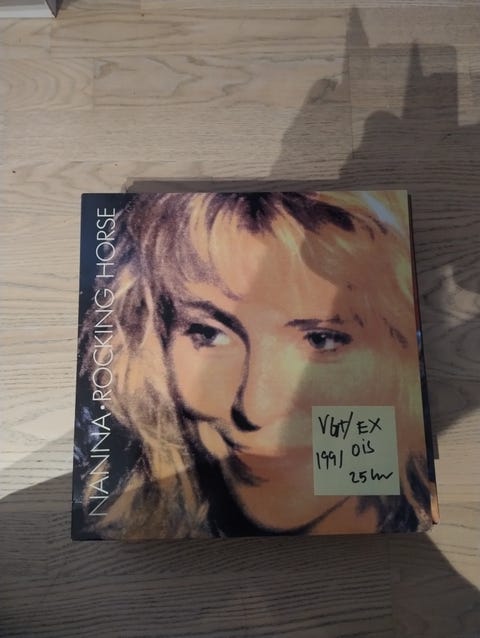 NANNA • ROCKING HORSE
VG+/EX
1991 OIS
25 kr